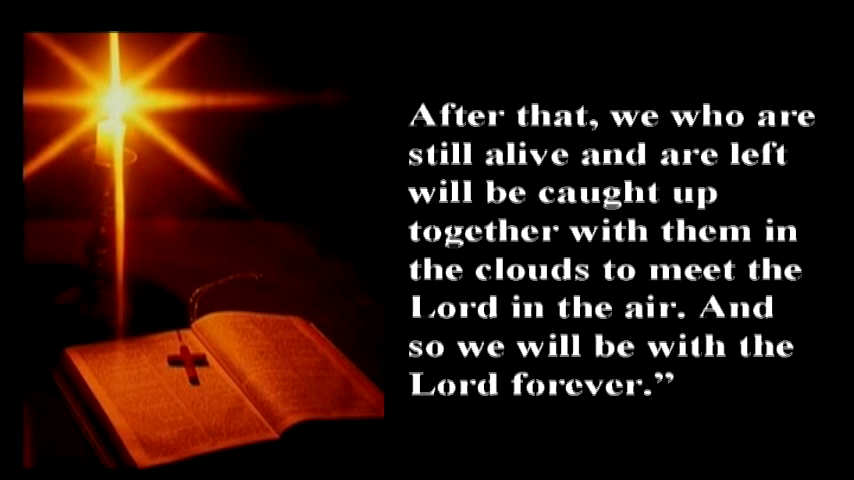 After that, we who are
still alive and are left
will be caught up
together with them in
the clouds to meet the
Lord in the air. And
so we will be with the
Lord forever.”